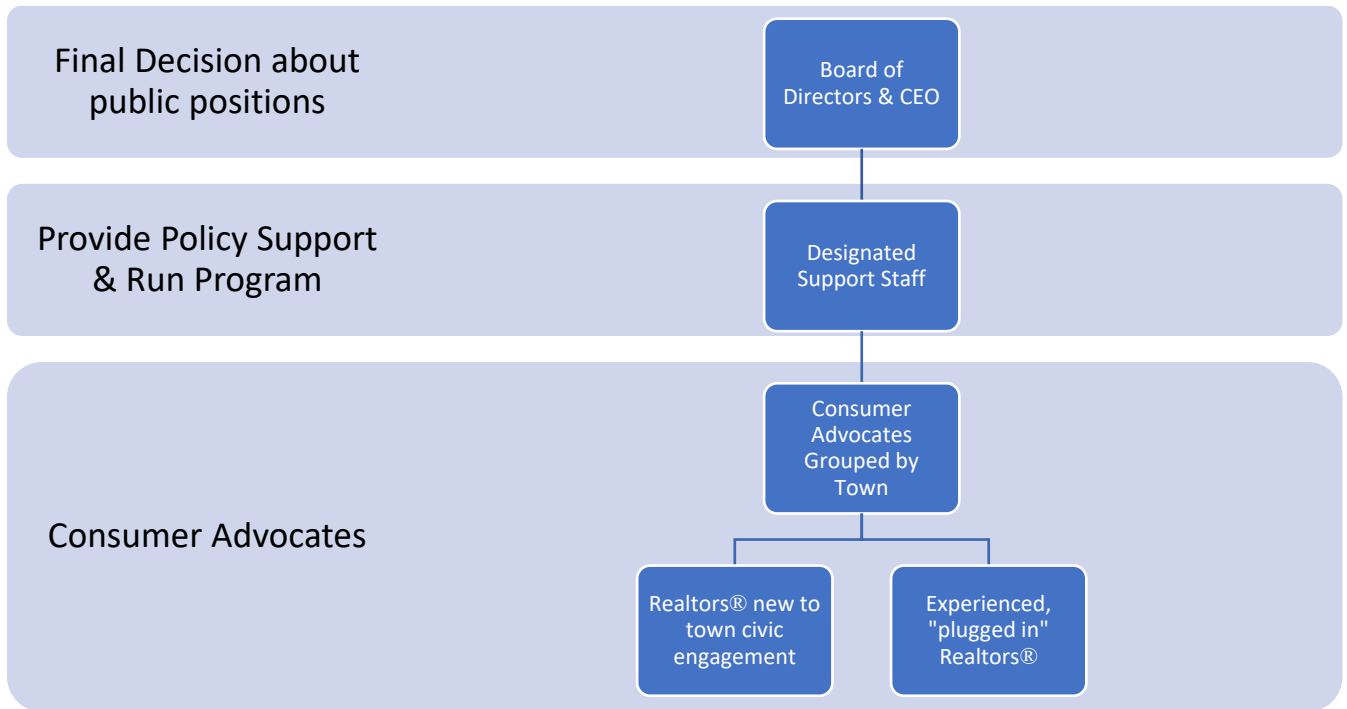 Final Decision about
public positions
Board of
Directors & CEO
Provide Policy Support
& Run Program
Designated
Support Staff
Consumer Advocates
Consumer
Advocates
Grouped by
Town
Realtors® new to
town civic
engagement
Experienced,
"plugged in"
Realtors®